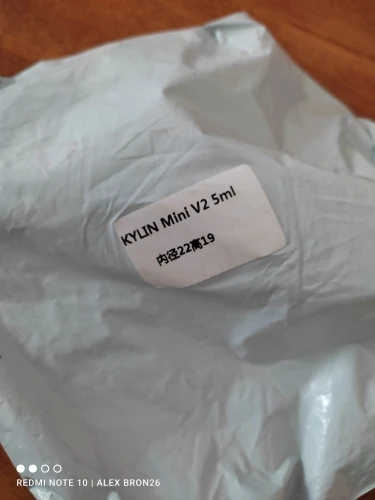 KYLIN Mini V2 5ml
内径22高19
REDMI NOTE 10 | ALEX BRON26